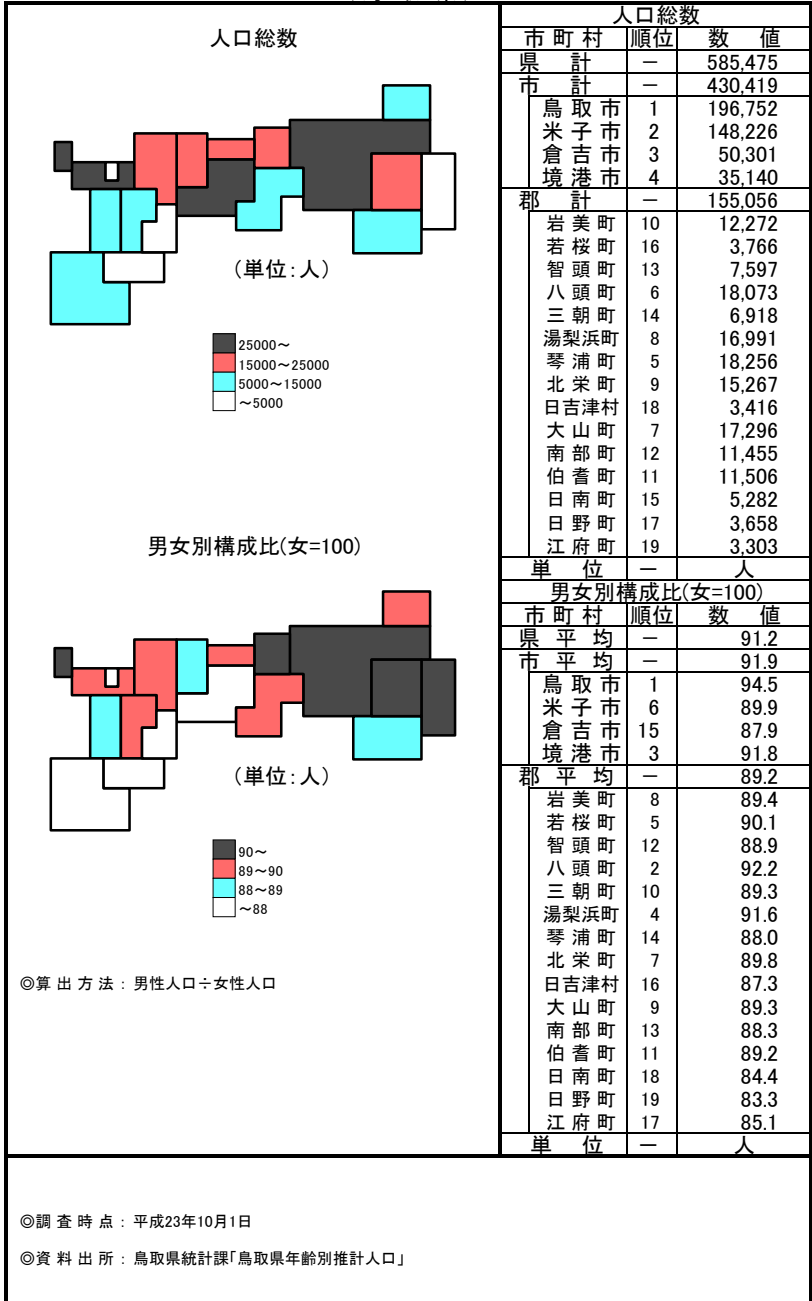 人口総数
(単位:人)
25000~
15000~25000
5000~15000
~5000
人口総数
市町村 順位 数値
県計 － 585,475
市計 － 430,419
鳥取市 1 196,752
米子市 2 148,226
倉吉市 3 50,301
境港市 4 35,140
郡計 － 155,056
岩美町 10 12,272
若桜町 16 3,766
智頭町 13 7,597
八頭町 6 18,073
三朝町 14 6,918
湯梨浜町 8 16,991
琴浦町 5 18,256
北栄町 9 15,267
日吉津村 18 3,416
大山町 7 17,296
南部町 12 11,455
伯耆町 11 11,506
日南町 15 5,282
日野町 17 3,658
江府町 19 3,303
単位 － 人
男女別構成比(女=100)
(単位:人)
90~
89~90
88~89
~88
◎算出方法:男性人口÷女性人口
男女別構成比(女=100)
市町村 順位 数値
県平均 － 91.2
市平均 － 91.9
鳥取市 1 94.5
米子市 6 89.9
倉吉市 15 87.9
境港市 3 91.8
郡平均 － 89.2
岩美町 8 89.4
若桜町 5 90.1
智頭町 12 88.9
八頭町 2 92.2
三朝町 10 89.3
湯梨浜町 4 91.6
琴浦町 14 88.0
北栄町 7 89.8
日吉津村 16 87.3
大山町 9 89.3
南部町 13 88.3
伯耆町 11 89.2
日南町 18 84.4
日野町 19 83.3
江府町 17 85.1
単位 － 人
◎調査時点:平成23年10月1日
◎資料出所:鳥取県統計課「鳥取県年齢別推計人口」